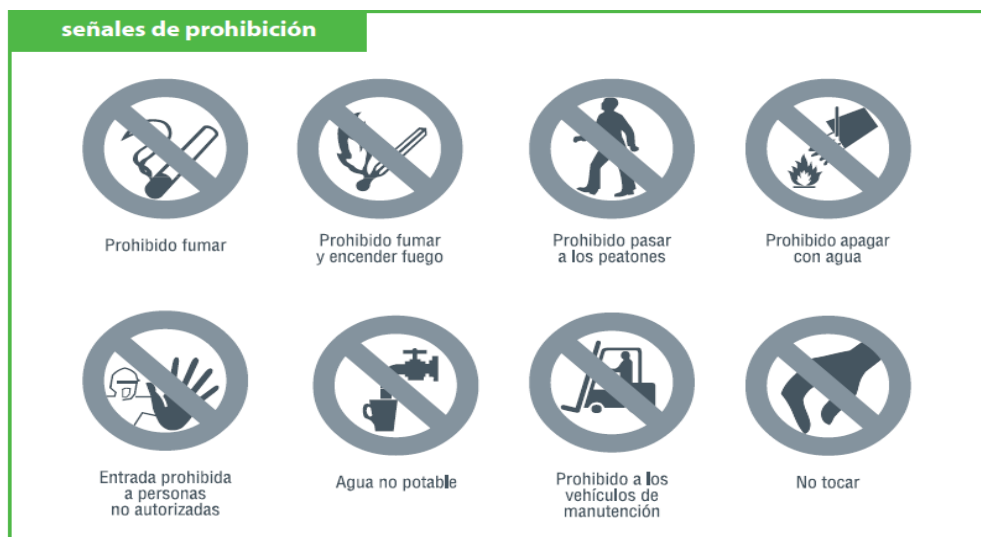 señales de prohibición
Prohibido fumar
Prohibido fumar
y encender fuego
Prohibido pasar
a los peatones
Prohibido apagar
con agua
Entrada prohibida
a personas
no autorizadas
Agua no potable
Prohibido a los
vehículos de
manutención
No tocar